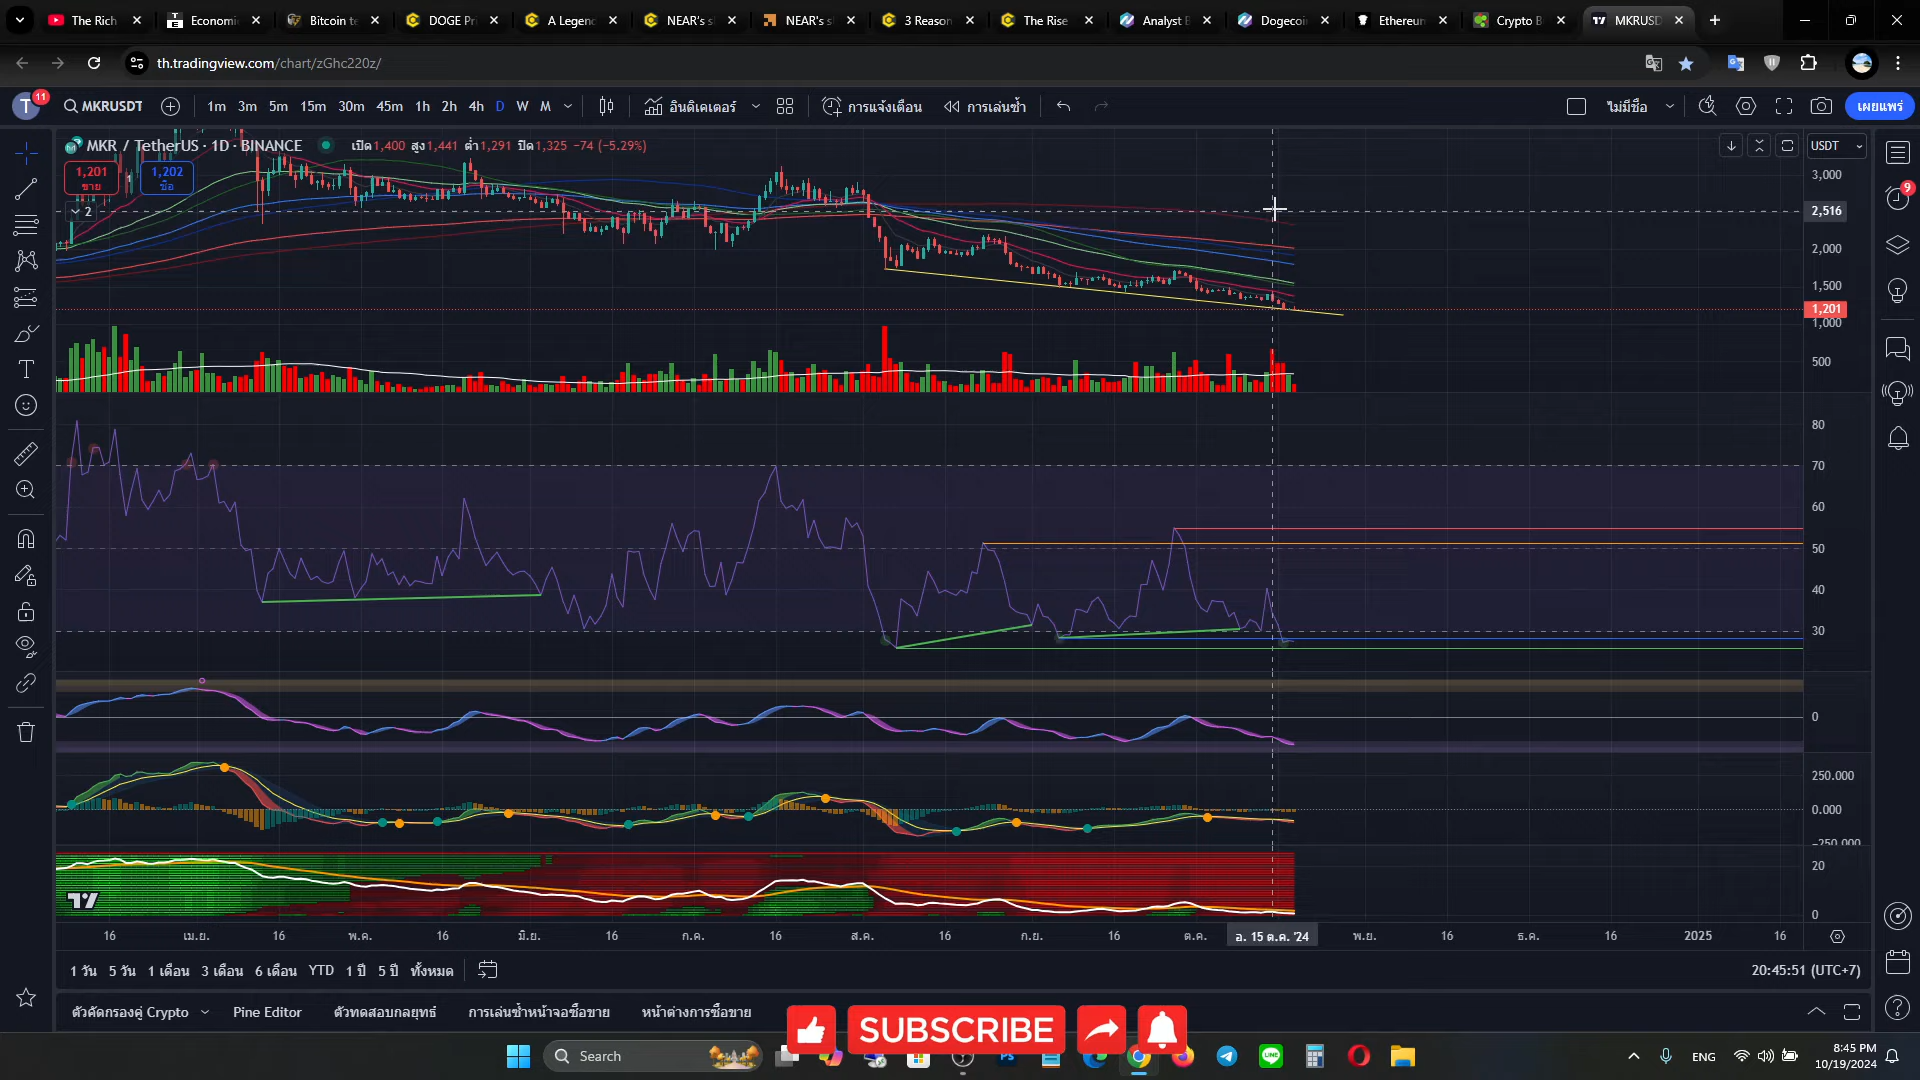 The Rich
Economi
Bitcoin te
DOGE Pri
A Legend
NEAR's s
NEAR's s
3 Reason
The Rise
Analyst B
Dogecoin
Ethereum
Crypto B
MKRUSD
th.tradingview.com/chart/zGhc220z/
T 11 MKRUSDT 1m 3m 5m 15m 30m 45m 1h 2h 4h D W M อินดิเคเตอร์ การแจ้งเตือน การเล่นซ้ำ ไม่มีชื่อ เผยแพร่
MKR / TetherUS · 1D · BINANCE เปิด1,400 สูง1,441 ต่ำ1,291 ปิด1,325 −74 (−5.29%) USDT
1,201 ขาย
1
1,202 ซื้อ
2
3,000
2,516
2,000
1,500
1,201
1,000
500
80
70
60
50
40
30
0
250.000
0.000
-250.000
20
0
16 เม.ย. 16 พ.ค. 16 มิ.ย. 16 ก.ค. 16 ส.ค. 16 ก.ย. 16 ต.ค. อ. 15 ต.ค. '24 พ.ย. 16 ธ.ค. 16 2025 16
1 วัน 5 วัน 1 เดือน 3 เดือน 6 เดือน YTD 1 ปี 5 ปี ทั้งหมด 20:45:51 (UTC+7)
ตัวคัดกรองคู่ Crypto Pine Editor ตัวทดสอบกลยุทธ์ การเล่นซ้ำหน้าจอซื้อขาย หน้าต่างการซื้อขาย
SUBSCRIBE
Search
ENG
8:45 PM
10/19/2024
9